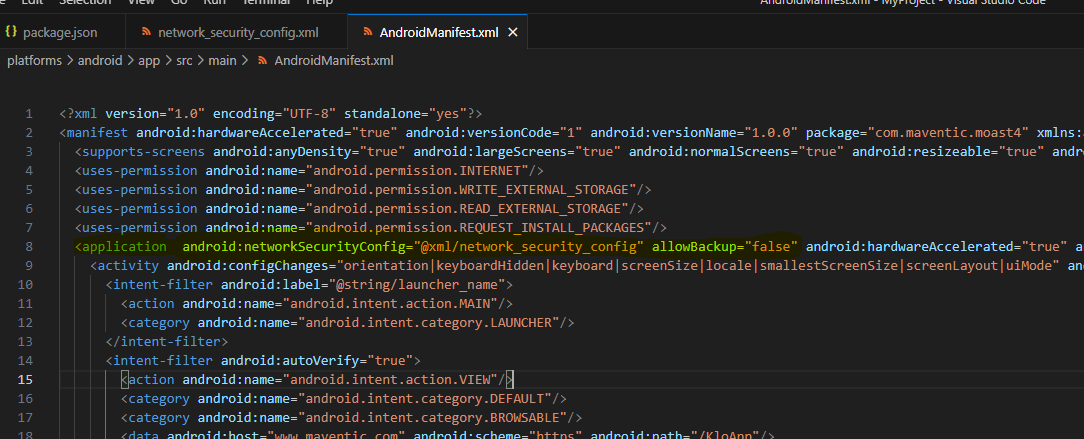 Edit Selection View Go Run Terminal Help AndroidManifest.xml - MyProject - Visual Studio Code
{} package.json network_security_config.xml AndroidManifest.xml ×
platforms > android > app > src > main > AndroidManifest.xml
1 <?xml version="1.0" encoding="UTF-8" standalone="yes"?>
2 <manifest android:hardwareAccelerated="true" android:versionCode="1" android:versionName="1.0.0" package="com.maventic.moast4" xmlns:
3 <supports-screens android:anyDensity="true" android:largeScreens="true" android:normalScreens="true" android:resizeable="true"
4 <uses-permission android:name="android.permission.INTERNET"/>
5 <uses-permission android:name="android.permission.WRITE_EXTERNAL_STORAGE"/>
6 <uses-permission android:name="android.permission.READ_EXTERNAL_STORAGE"/>
7 <uses-permission android:name="android.permission.REQUEST_INSTALL_PACKAGES"/>
8 <application android:networkSecurityConfig="@xml/network_security_config" allowBackup="false" android:hardwareAccelerated="true"
9 <activity android:configChanges="orientation|keyboardHidden|keyboard|screenSize|locale|smallestScreenSize|screenLayout|uiMode"
10 <intent-filter android:label="@string/launcher_name">
11 <action android:name="android.intent.action.MAIN"/>
12 <category android:name="android.intent.category.LAUNCHER"/>
13 </intent-filter>
14 <intent-filter android:autoVerify="true">
15 <action android:name="android.intent.action.VIEW"/>
16 <category android:name="android.intent.category.DEFAULT"/>
17 <category android:name="android.intent.category.BROWSABLE"/>
18 <data android:host="www.maventic.com" android:scheme="https" android:path="/KloApp"/>